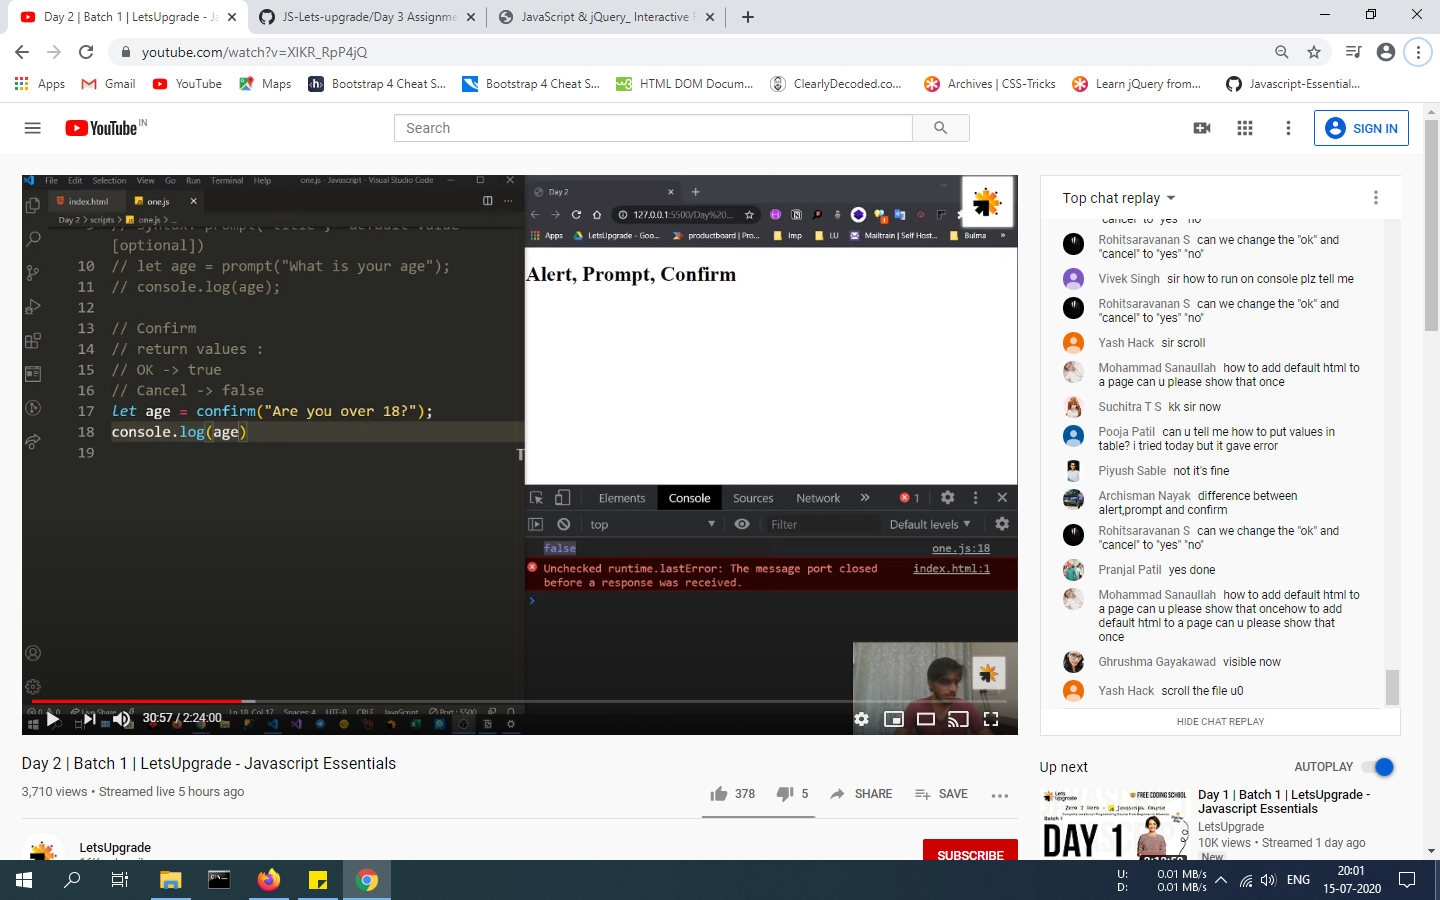 Day 2 | Batch 1 | LetsUpgrade - Ja
JS-Lets-upgrade/Day 3 Assignme
JavaScript & jQuery_ Interactive F
youtube.com/watch?v=XIKR_RpP4jQ
Apps
Gmail
YouTube
Maps
Bootstrap 4 Cheat S...
Bootstrap 4 Cheat S...
HTML DOM Docum...
ClearlyDecoded.co...
Archives | CSS-Tricks
Learn jQuery from...
Javascript-Essential...
YouTube IN
Search
SIGN IN
File Edit Selection View Go Run Terminal Help one.js - Javascript - Visual Studio Code
index.html
one.js
Day 2 > scripts > one.js > ...
[optional])
10 // let age = prompt("What is your age");
11 // console.log(age);
12
13 // Confirm
14 // return values :
15 // OK -> true
16 // Cancel -> false
17 let age = confirm("Are you over 18?");
18 console.log(age)
19
Day 2
127.0.0.1:5500/Day%20...
Apps LetsUpgrade - Goo... productboard | Pro... Imp LU Mailtrain | Self Host... Bulma »
Alert, Prompt, Confirm
Elements Console Sources Network » 1
top Filter Default levels
false one.js:18
Unchecked runtime.lastError: The message port closed index.html:1
before a response was received.
30:57 / 2:24:00
Top chat replay
"cancel" to "yes" "no"
Rohitsaravanan S can we change the "ok" and
"cancel" to "yes" "no"
Vivek Singh sir how to run on console plz tell me
Rohitsaravanan S can we change the "ok" and
"cancel" to "yes" "no"
Yash Hack sir scroll
Mohammad Sanaullah how to add default html to
a page can u please show that once
Suchitra T S kk sir now
Pooja Patil can u tell me how to put values in
table? i tried today but it gave error
Piyush Sable not it's fine
Archisman Nayak difference between
alert,prompt and confirm
Rohitsaravanan S can we change the "ok" and
"cancel" to "yes" "no"
Pranjal Patil yes done
Mohammad Sanaullah how to add default html to
a page can u please show that oncehow to add
default html to a page can u please show that
once
Ghrushma Gayakawad visible now
Yash Hack scroll the file u0
HIDE CHAT REPLAY
Day 2 | Batch 1 | LetsUpgrade - Javascript Essentials
3,710 views • Streamed live 5 hours ago
378
5
SHARE
SAVE
LetsUpgrade
SUBSCRIBE
Up next
AUTOPLAY
FREE CODING SCHOOL
Zero 2 Hero - Javascript Course
Batch 1
DAY 1
Day 1 | Batch 1 | LetsUpgrade -
Javascript Essentials
LetsUpgrade
10K views • Streamed 1 day ago
New
U: 0.01 MB/s
D: 0.01 MB/s
ENG
20:01
15-07-2020